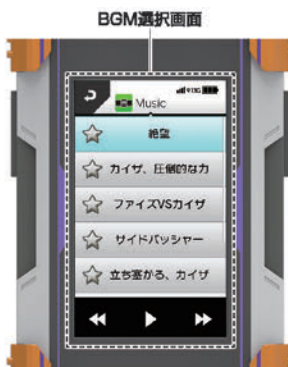 BGM選択画面
Music
絶望
カイザ、圧倒的な力
ファイズVSカイザ
サイドバッシャー
立ち塞がる、カイザ